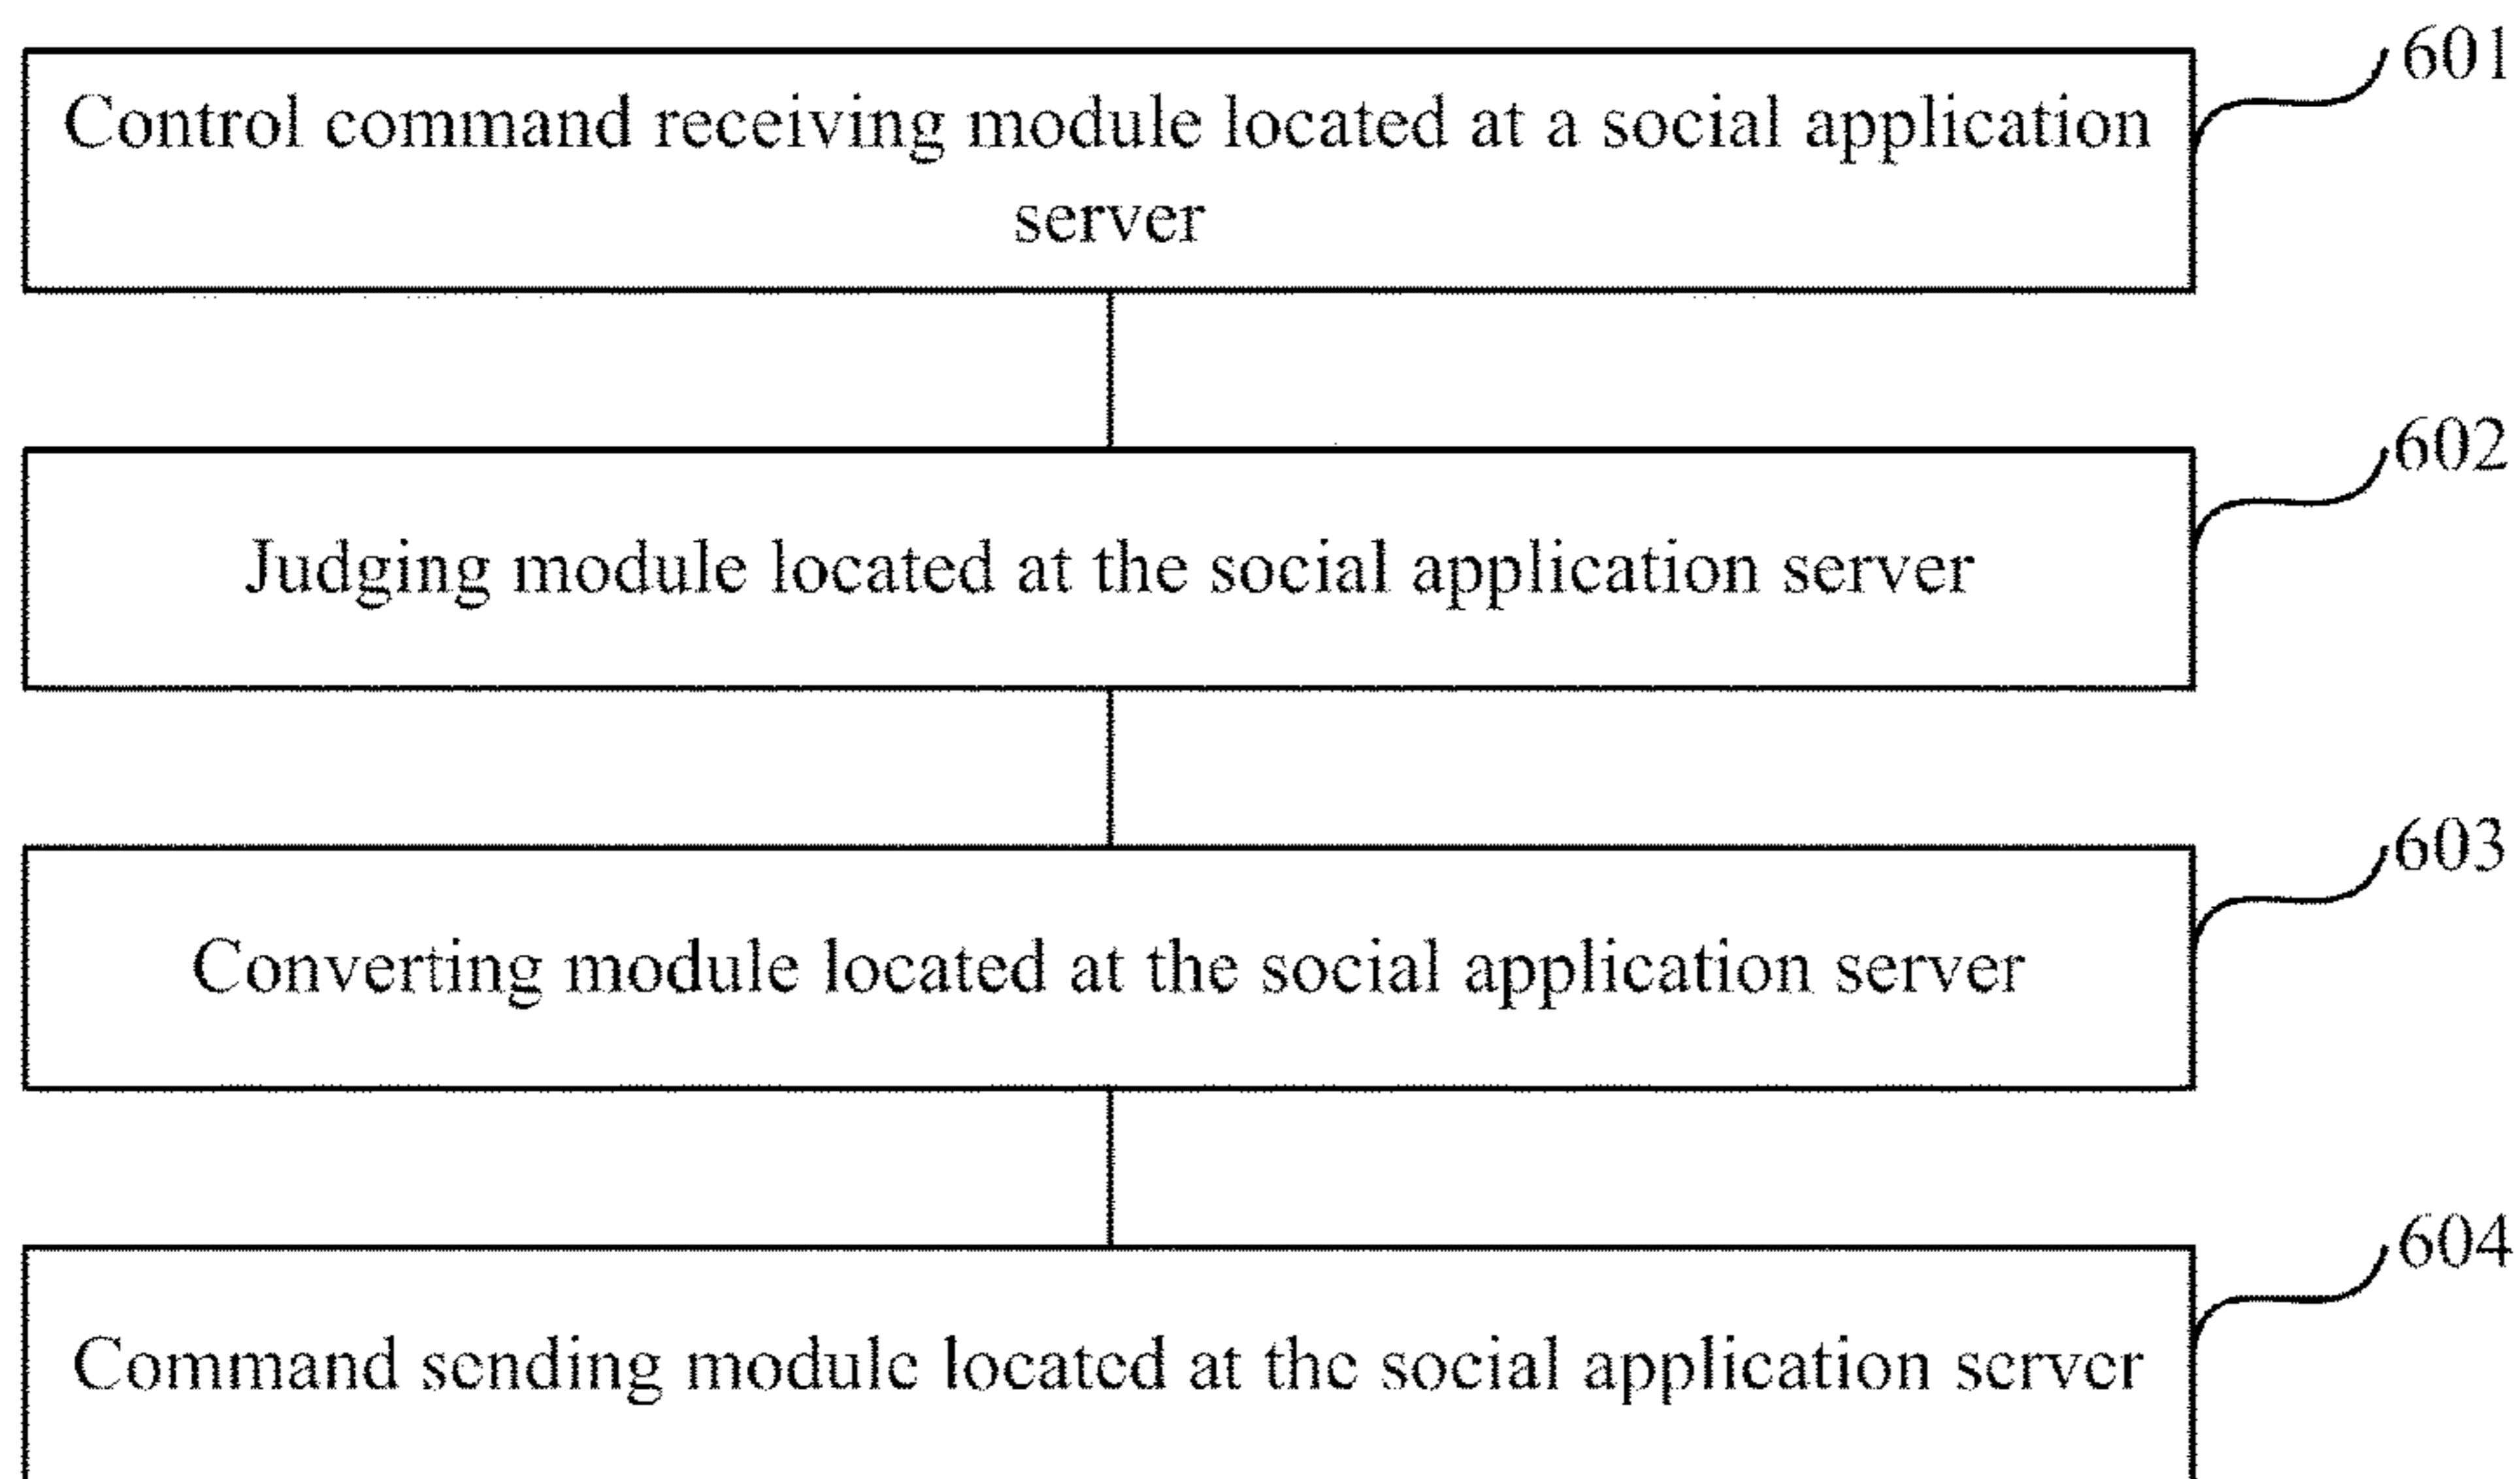 601
Control command receiving module located at a social application
server
602
Judging module located at the social application server
603
Converting module located at the social application server
604
Command sending module located at the social application server